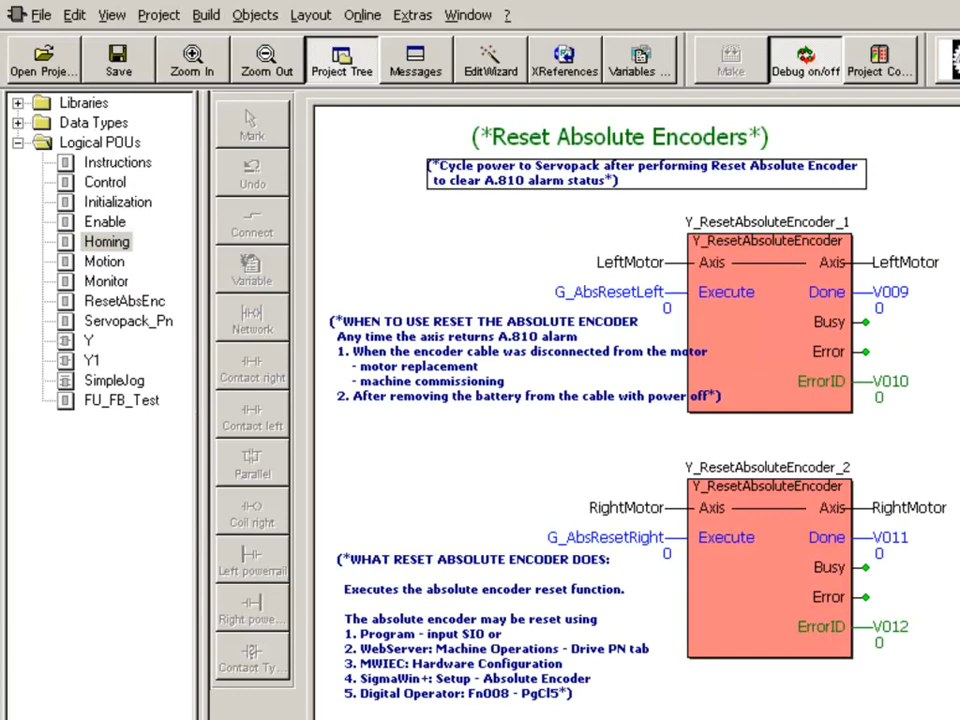 File Edit View Project Build Objects Layout Online Extras Window ?
Open Proje... Save Zoom In Zoom Out Project Tree Messages EditWizard XReferences Variables ... Make Debug on/off Project Co...
Libraries
Data Types
Logical POUs
Instructions
Control
Initialization
Enable
Homing
Motion
Monitor
ResetAbsEnc
Servopack_Pn
Y
Y1
SimpleJog
FU_FB_Test
Mark
Undo
Connect
Variable
Network
Contact right
Contact left
Parallel
Coil right
Left powerrail
Right powe...
Contact Ty...
(*Reset Absolute Encoders*)
(*Cycle power to Servopack after performing Reset Absolute Encoder
to clear A.810 alarm status*)
Y_ResetAbsoluteEncoder_1
Y_ResetAbsoluteEncoder
LeftMotor Axis Axis LeftMotor
G_AbsResetLeft Execute Done V009
0 0
Busy
Error
ErrorID V010
0
(*WHEN TO USE RESET THE ABSOLUTE ENCODER
Any time the axis returns A.810 alarm
1. When the encoder cable was disconnected from the motor
- motor replacement
- machine commissioning
2. After removing the battery from the cable with power off*)
Y_ResetAbsoluteEncoder_2
Y_ResetAbsoluteEncoder
RightMotor Axis Axis RightMotor
G_AbsResetRight Execute Done V011
0 0
Busy
Error
ErrorID V012
0
(*WHAT RESET ABSOLUTE ENCODER DOES:
Executes the absolute encoder reset function.
The absolute encoder may be reset using
1. Program - input SIO or
2. WebServer: Machine Operations - Drive PN tab
3. MWIEC: Hardware Configuration
4. SigmaWin+: Setup - Absolute Encoder
5. Digital Operator: Fn008 - PgCl5*)